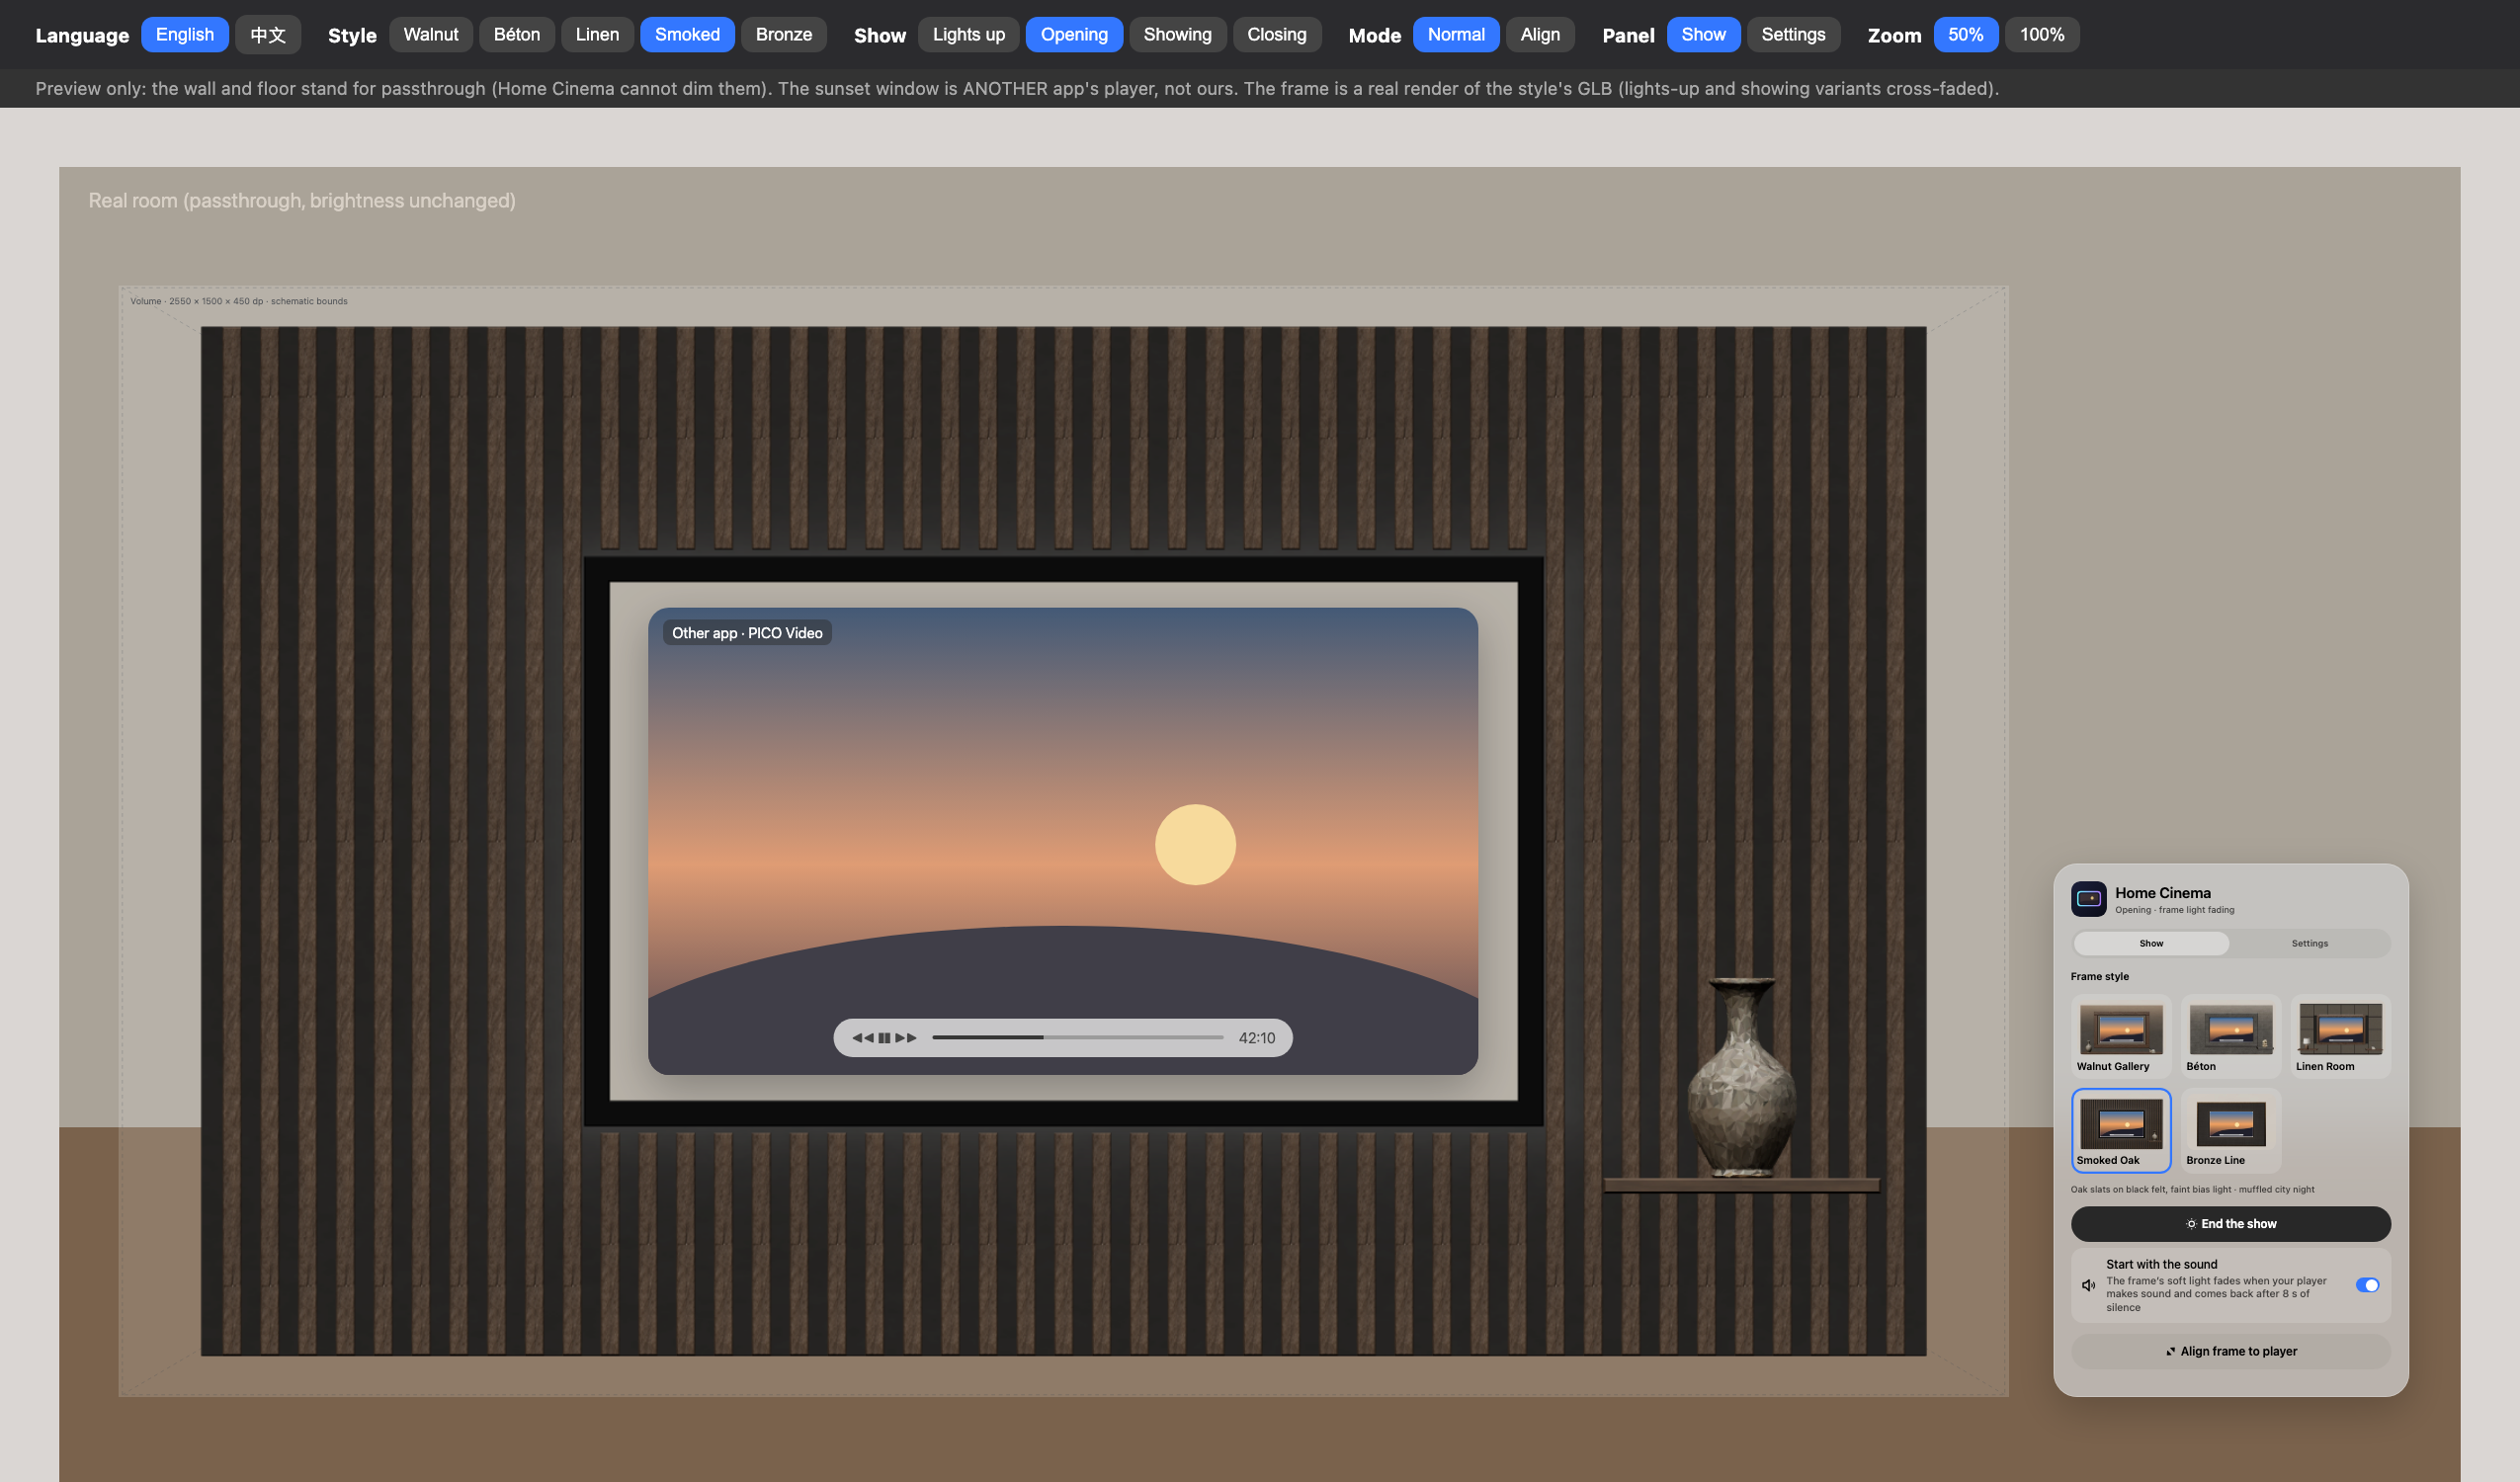 Language English 中文 Style Walnut Béton Linen Smoked Bronze Show Lights up Opening Showing Closing Mode Normal Align Panel Show Settings Zoom 50% 100%
Preview only: the wall and floor stand for passthrough (Home Cinema cannot dim them). The sunset window is ANOTHER app's player, not ours. The frame is a real render of the style's GLB (lights-up and showing variants cross-faded).
Real room (passthrough, brightness unchanged)
Volume · 2550 × 1500 × 450 dp · schematic bounds
Other app · PICO Video
42:10
Home Cinema
Opening · frame light fading
Show Settings
Frame style
Walnut Gallery Béton Linen Room
Smoked Oak Bronze Line
Oak slats on black felt, faint bias light · muffled city night
End the show
Start with the sound
The frame's soft light fades when your player
makes sound and comes back after 8 s of
silence
Align frame to player